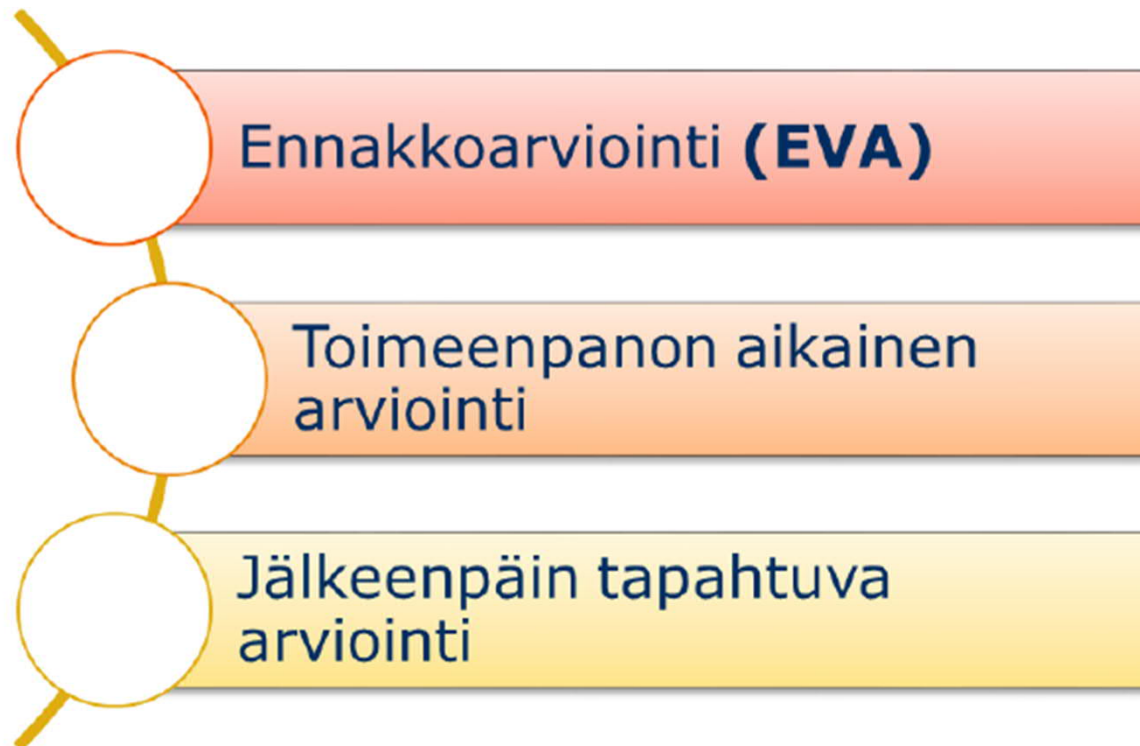 Ennakkoarviointi (EVA)
Toimeenpanon aikainen
arviointi
Jälkeenpäin tapahtuva
arviointi